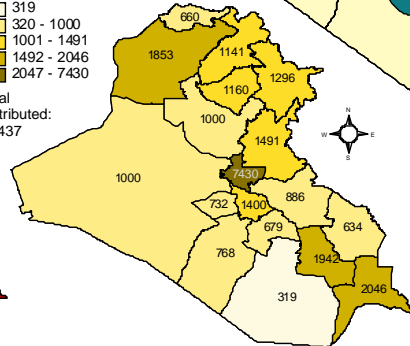 319
320 - 1000
1001 - 1491
1492 - 2046
2047 - 7430
al
tributed:
437
660
1853
1141
1296
1160
1000
1491
N
W E
S
1000
7430
732
1400
886
679
634
768
1942
319
2046